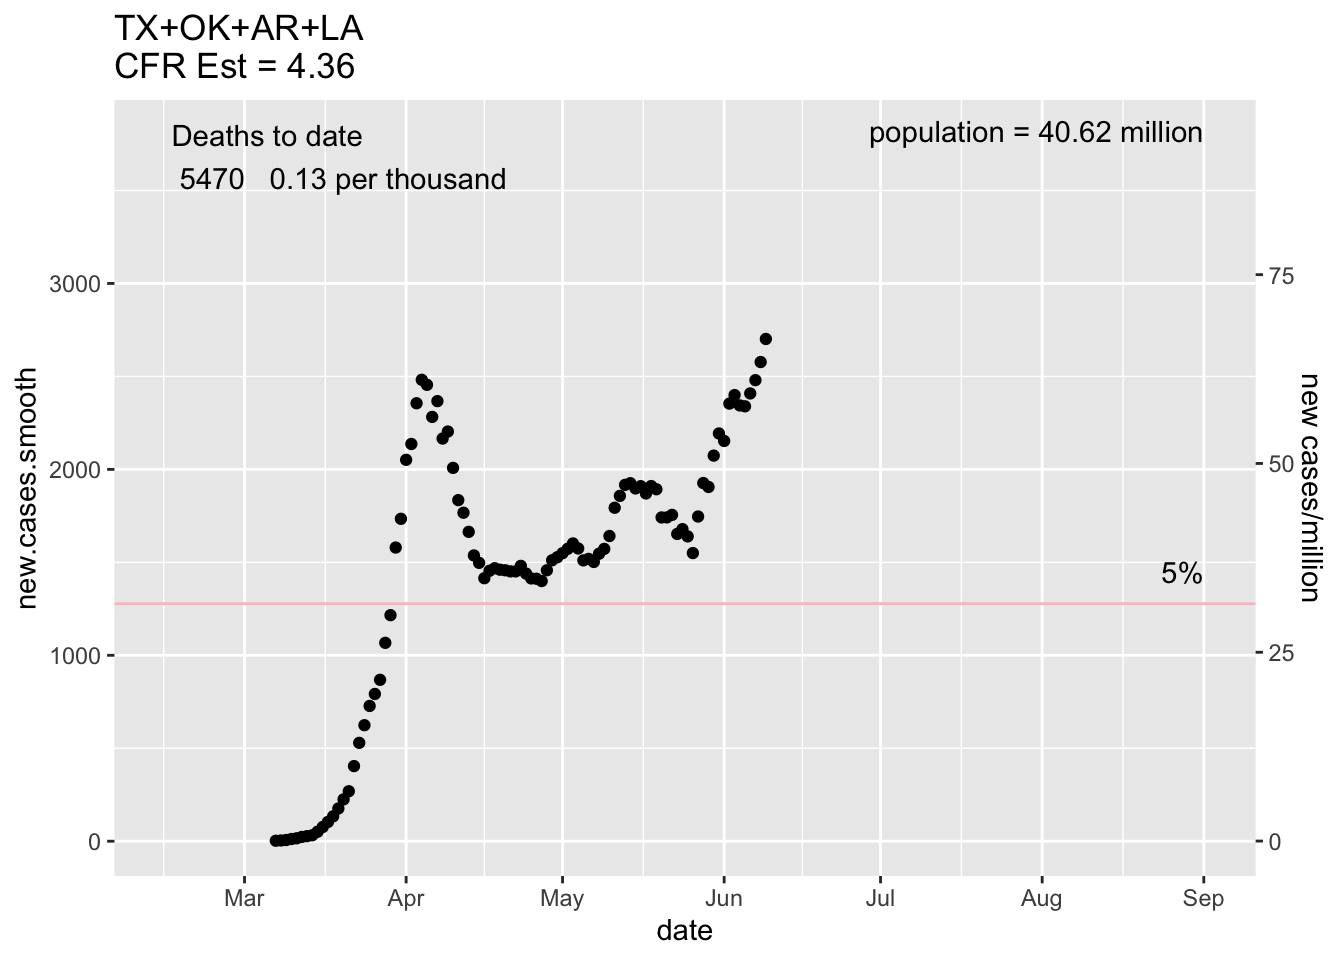 TX+OK+AR+LA
CFR Est = 4.36
Deaths to date
5470 0.13 per thousand
population = 40.62 million
5%
3000
2000
1000
0
new.cases.smooth
75
50
25
0
new cases/million
Mar Apr May Jun Jul Aug Sep
date